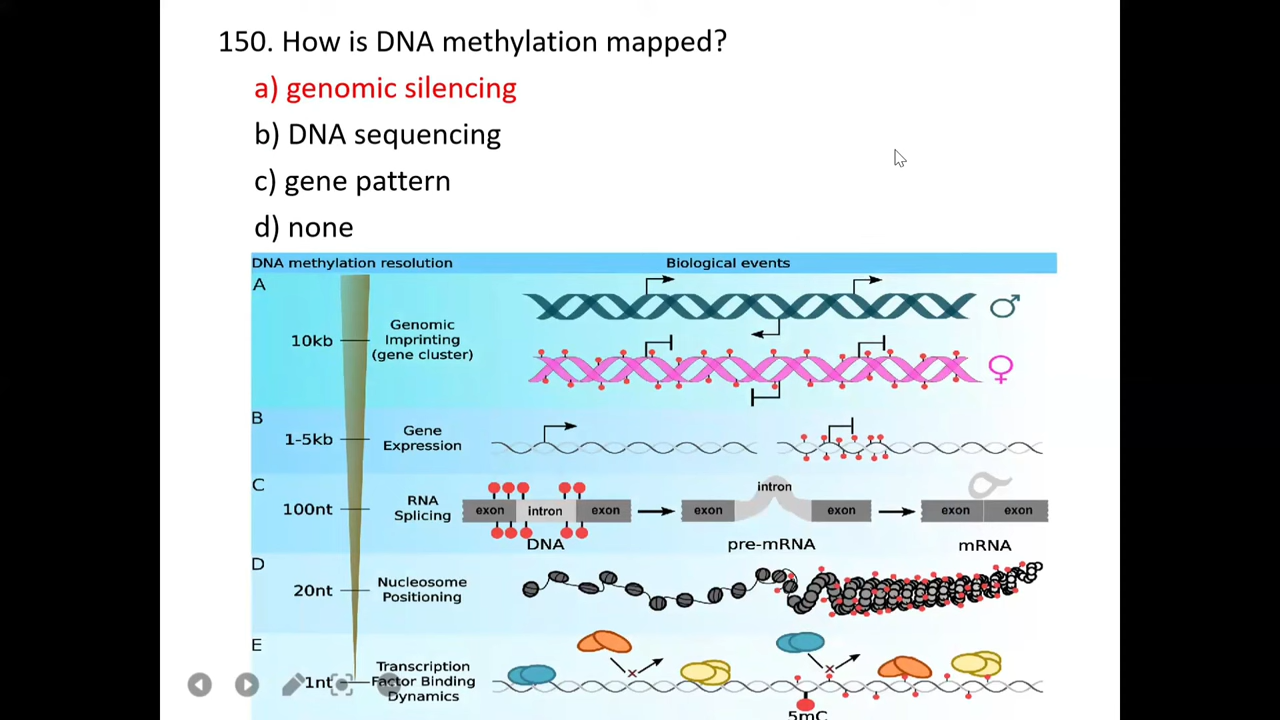 150. How is DNA methylation mapped?
a) genomic silencing
b) DNA sequencing
c) gene pattern
d) none
DNA methylation resolution
Biological events
A
10kb
Genomic
Imprinting
(gene cluster)
♂
♀
B
1-5kb
Gene
Expression
C
100nt
RNA
Splicing
exon intron exon
DNA
intron
exon exon
pre-mRNA
exon exon
mRNA
D
20nt
Nucleosome
Positioning
E
1nt
Transcription
Factor Binding
Dynamics
5mC